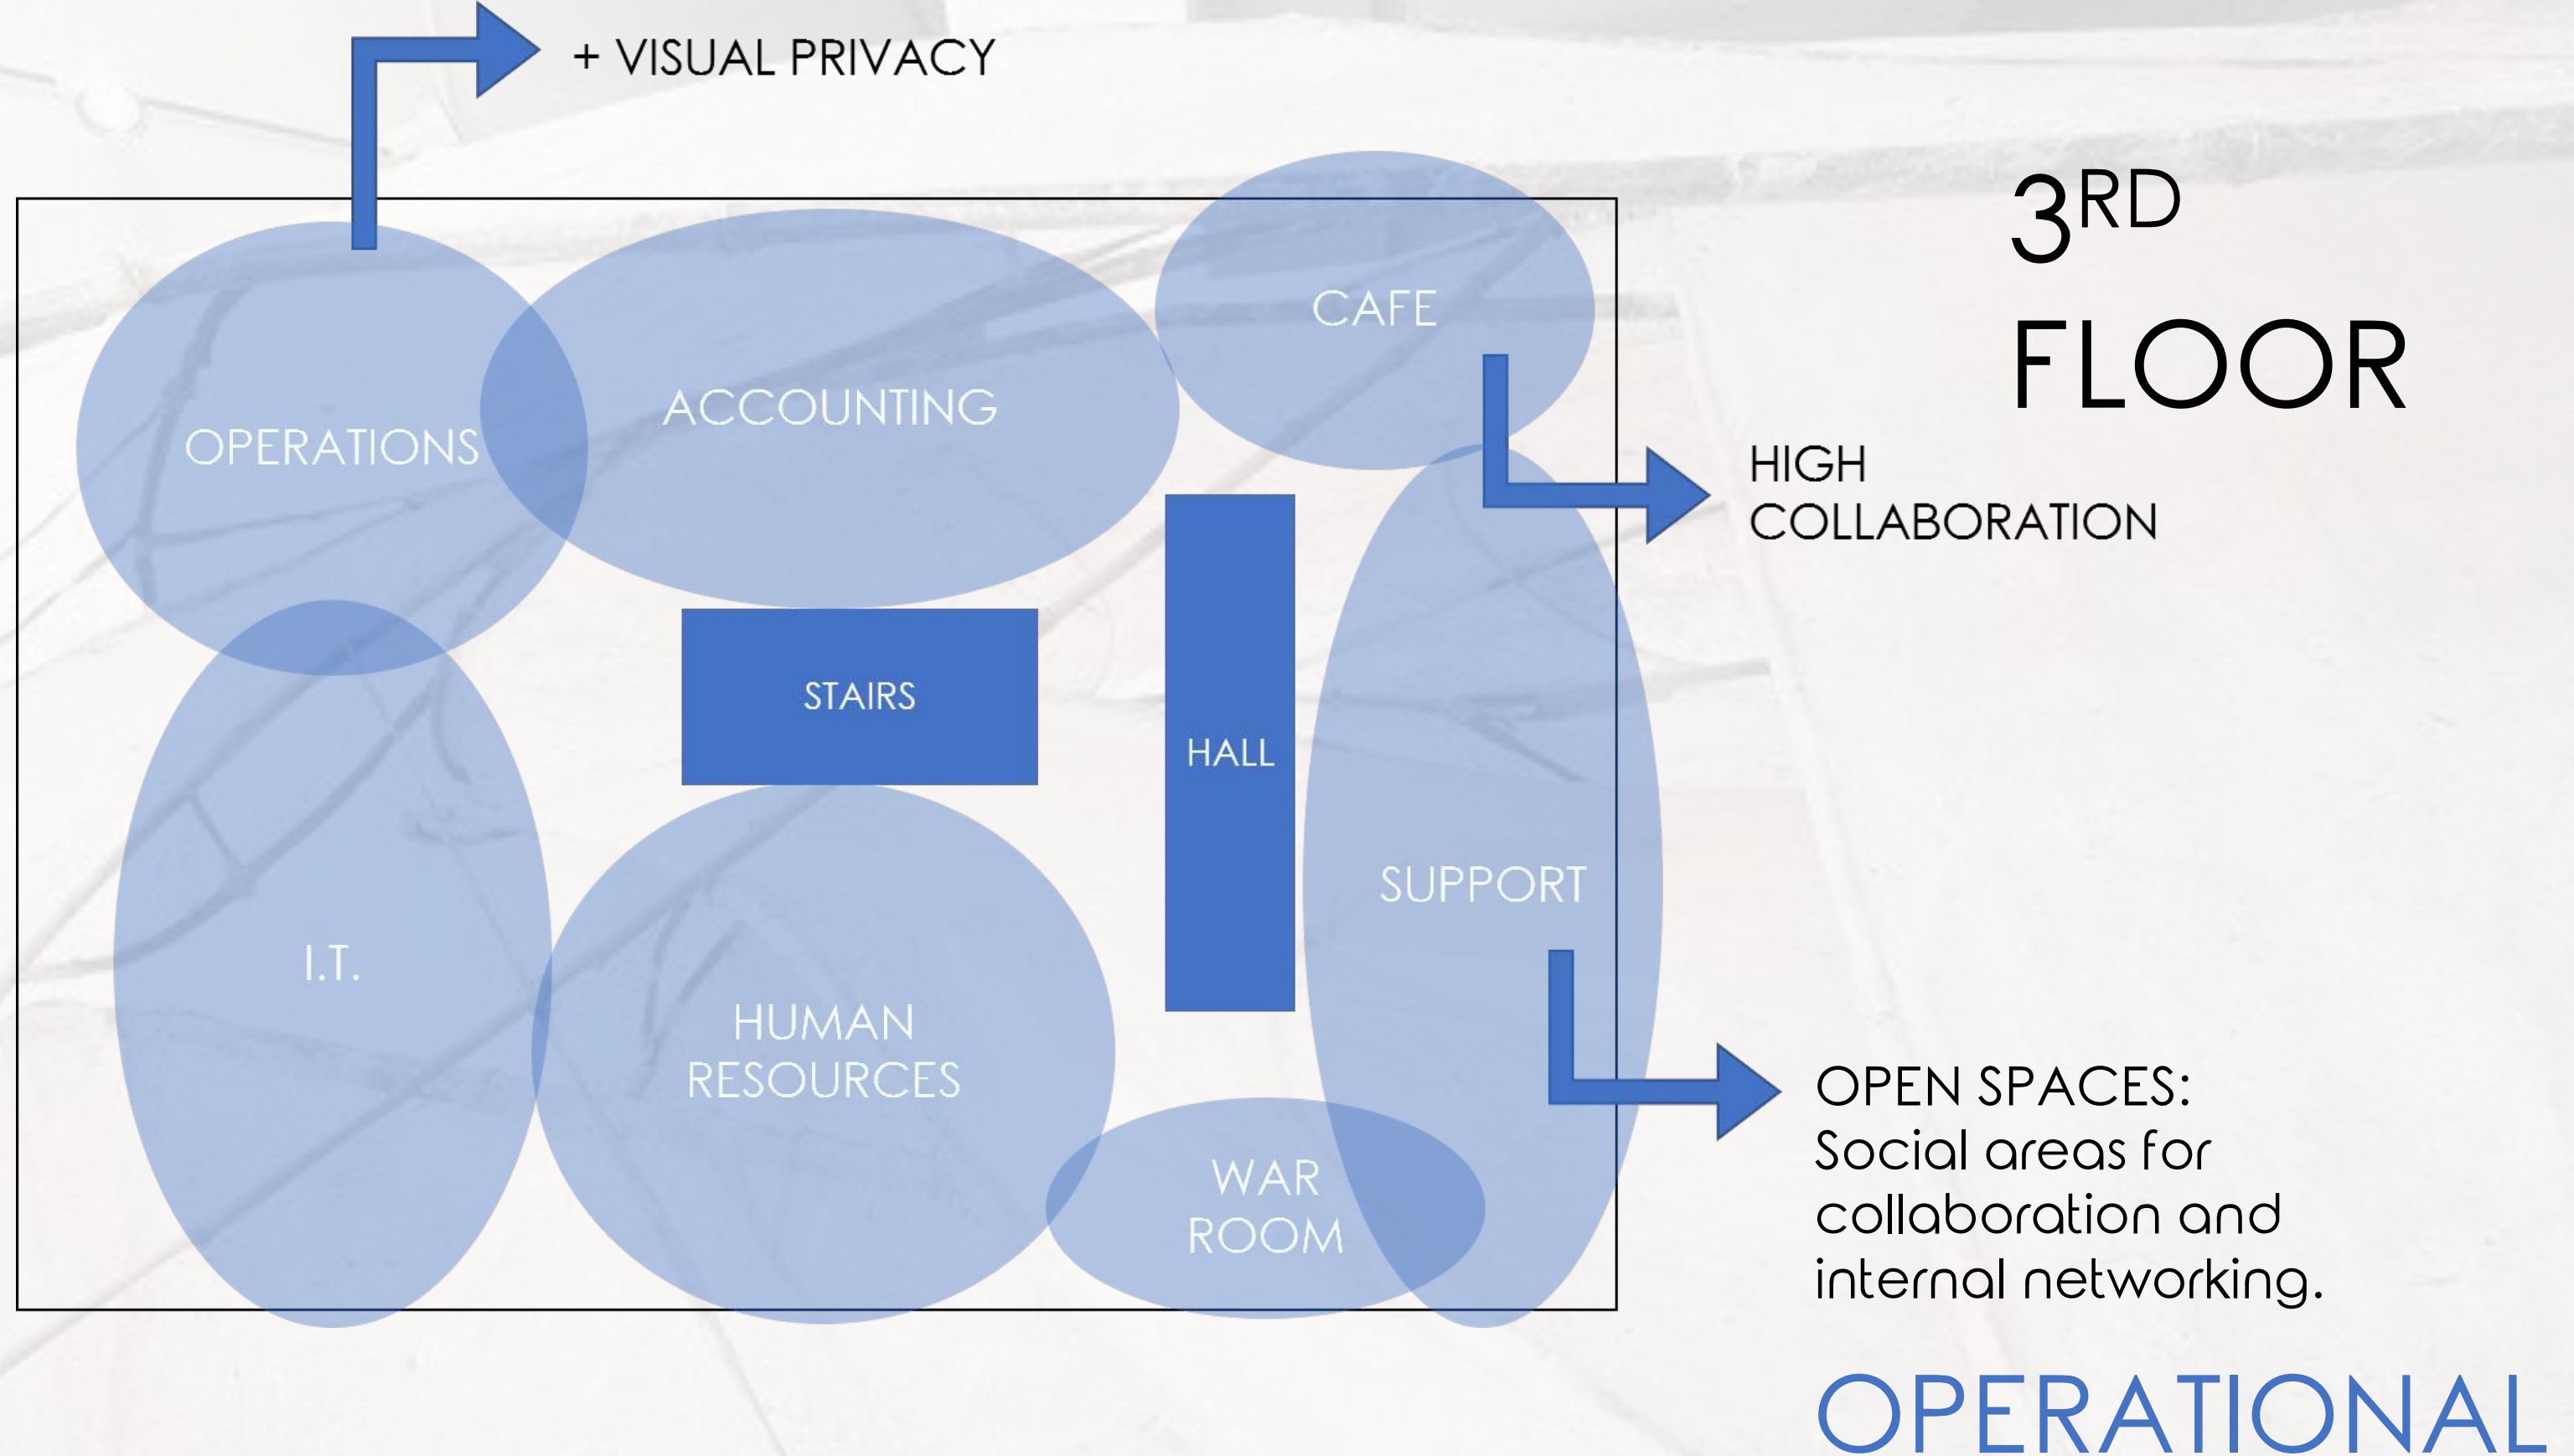 + VISUAL PRIVACY
3RD
FLOOR
CAFE
ACCOUNTING
OPERATIONS
HIGH
COLLABORATION
STAIRS
HALL
SUPPORT
I.T.
HUMAN
RESOURCES
WAR
ROOM
OPEN SPACES:
Social areas for
collaboration and
internal networking.
OPERATIONAL